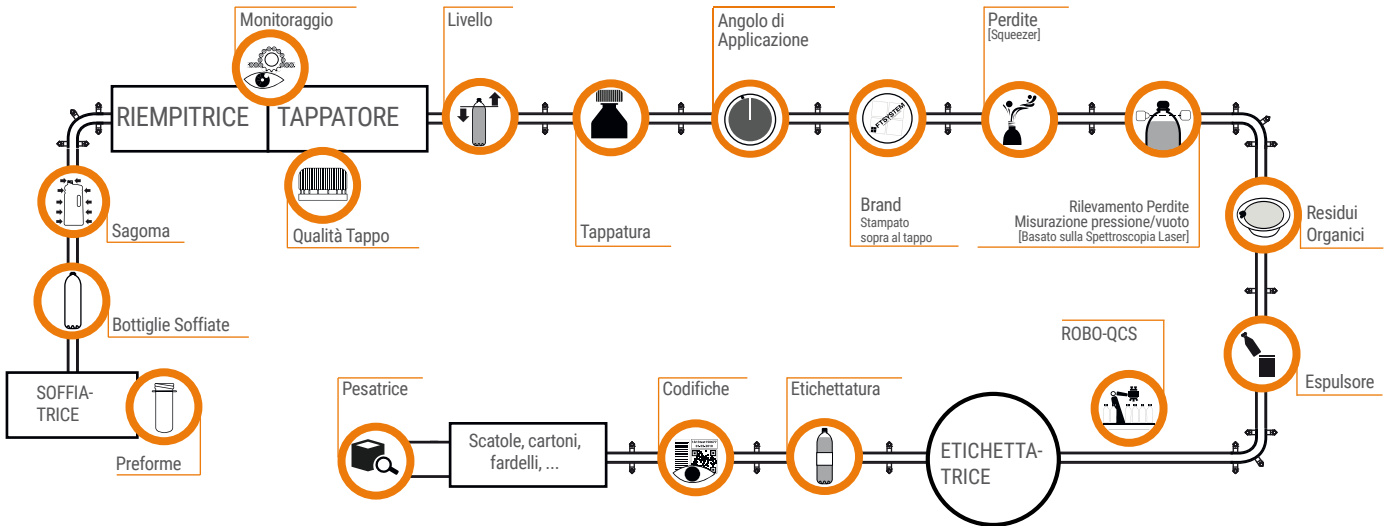 Monitoraggio
Livello
Angolo di
Applicazione
Perdite
[Squeezer]
RIEMPITRICE
TAPPATORE
FTSYSTEM
Sagoma
Qualità Tappo
Tappatura
Brand
Stampato
sopra al tappo
Rilevamento Perdite
Misurazione pressione/vuoto
[Basato sulla Spettroscopia Laser]
Residui
Organici
Bottiglie Soffiate
SOFFIA-
TRICE
Preforme
Pesatrice
Scatole, cartoni,
fardelli, ...
Codifiche
Etichettatura
ETICHETTA-
TRICE
ROBO-QCS
Espulsore